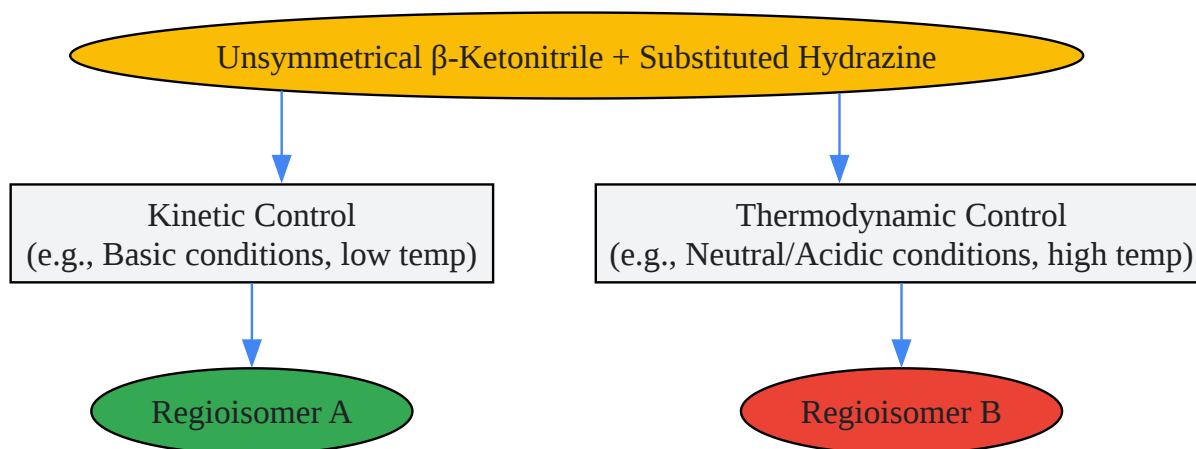 Unsymmetrical β-Ketonitrile + Substituted Hydrazine
Kinetic Control
(e.g., Basic conditions, low temp)
Thermodynamic Control
(e.g., Neutral/Acidic conditions, high temp)
Regioisomer A
Regioisomer B